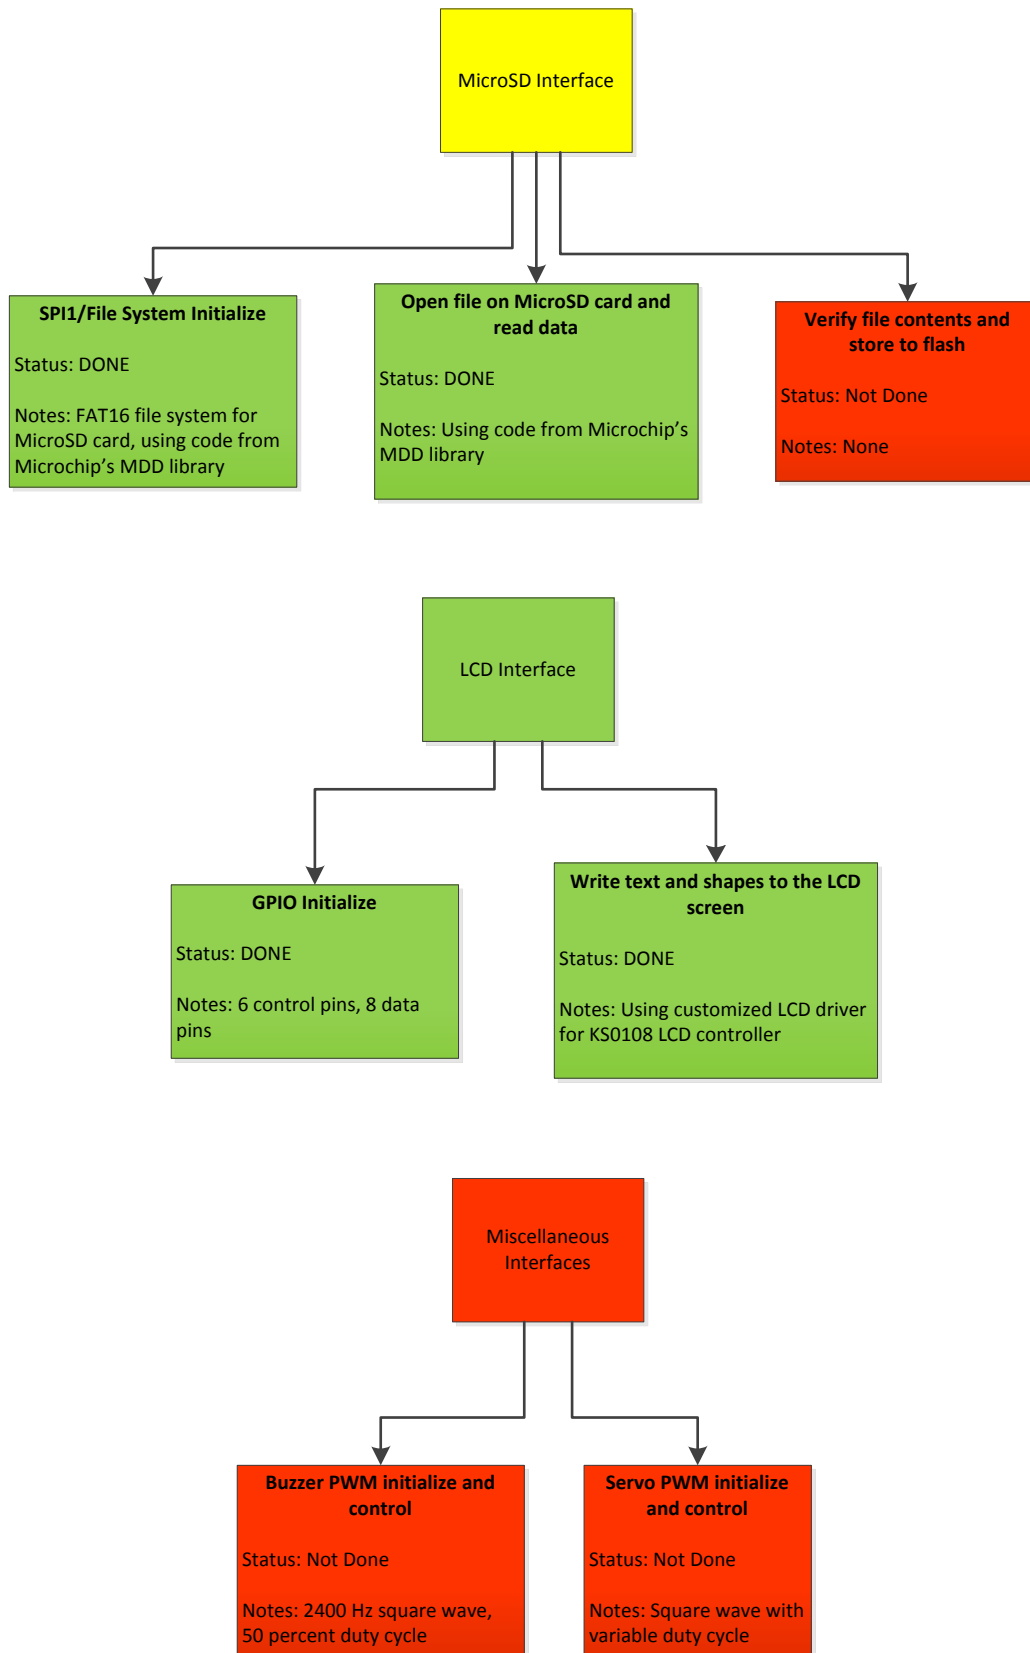 MicroSD Interface
SPI1/File System Initialize
Status: DONE
Notes: FAT16 file system for
MicroSD card, using code from
Microchip's MDD library
Open file on MicroSD card and
read data
Status: DONE
Notes: Using code from Microchip's
MDD library
Verify file contents and
store to flash
Status: Not Done
Notes: None
LCD Interface
GPIO Initialize
Status: DONE
Notes: 6 control pins, 8 data
pins
Write text and shapes to the LCD
screen
Status: DONE
Notes: Using customized LCD driver
for KS0108 LCD controller
Miscellaneous
Interfaces
Buzzer PWM initialize and
control
Status: Not Done
Notes: 2400 Hz square wave,
50 percent duty cycle
Servo PWM initialize
and control
Status: Not Done
Notes: Square wave with
variable duty cycle